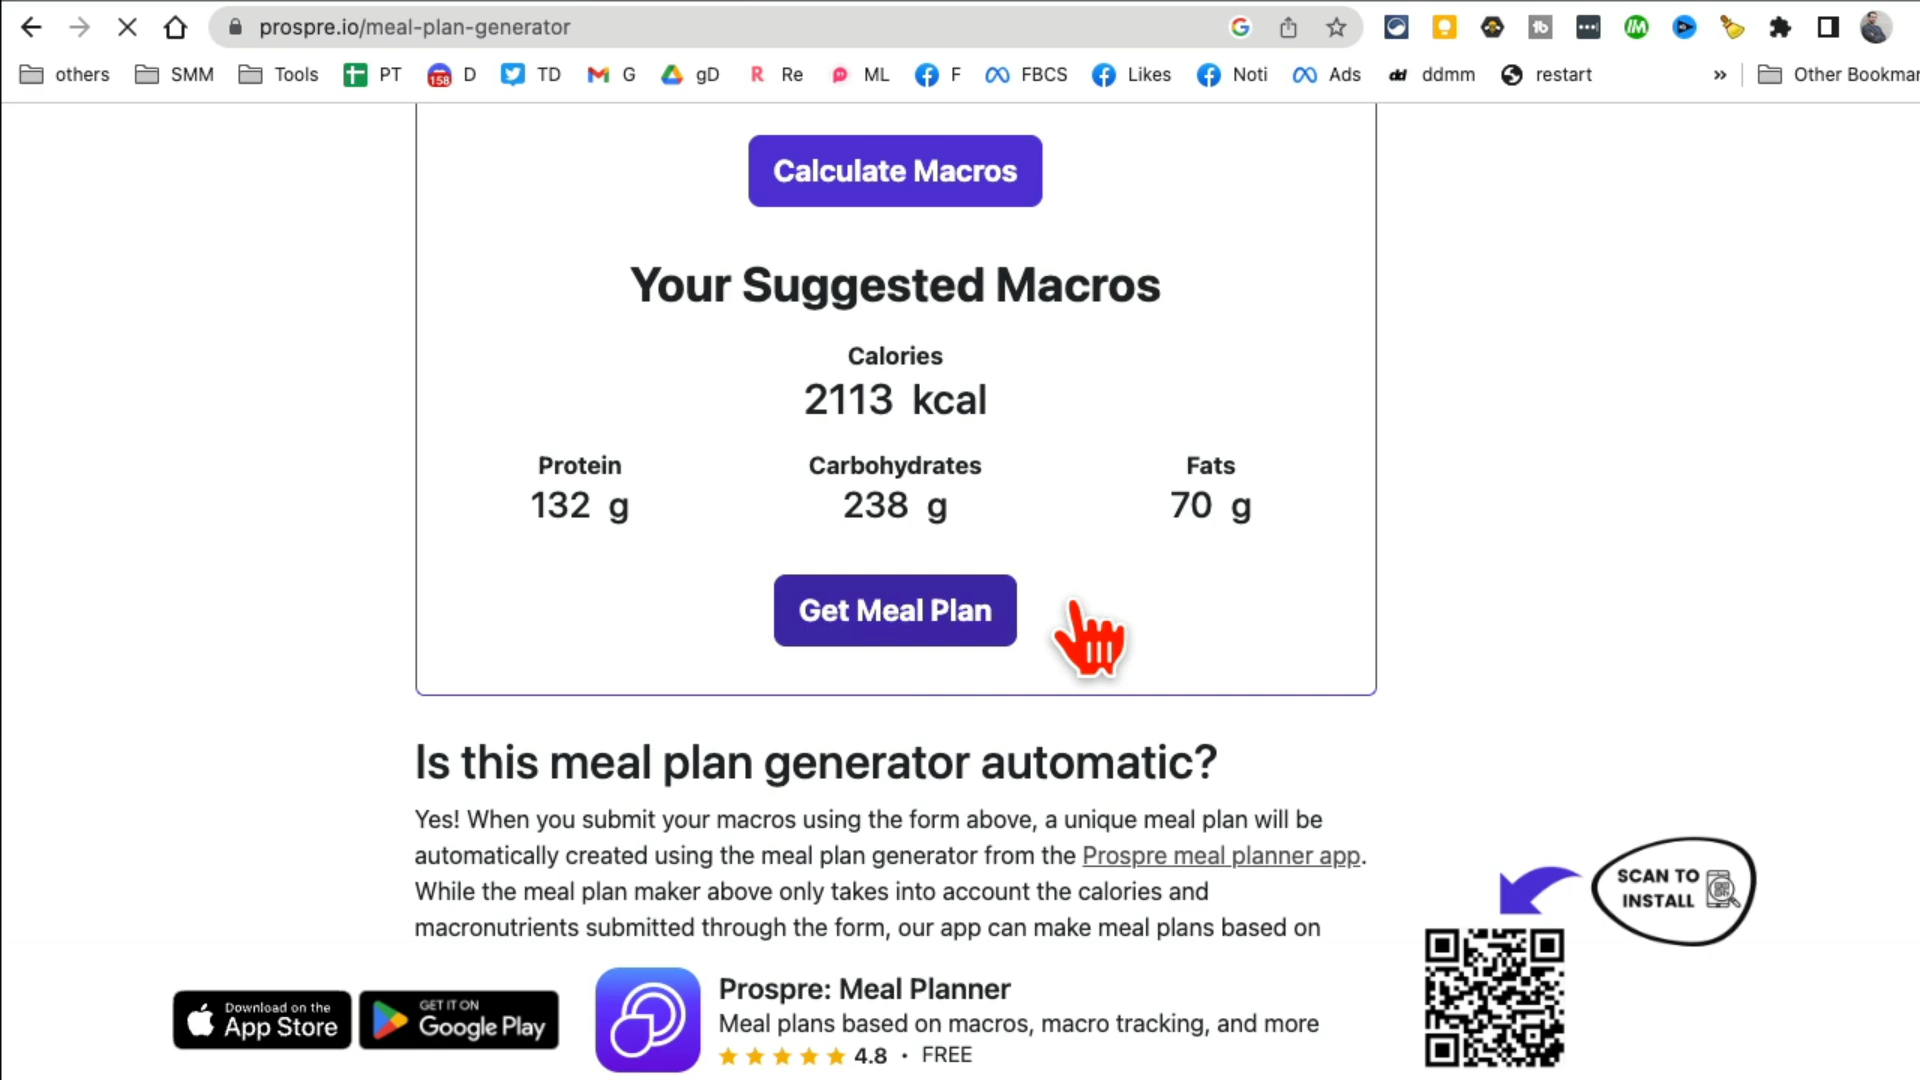 prospre.io/meal-plan-generator
others SMM Tools PT 158 D TD G gD R Re ML F FBCS Likes Noti Ads dd ddmm restart » Other Bookmar
Calculate Macros
Your Suggested Macros
Calories
2113 kcal
Protein Carbohydrates Fats
132 g 238 g 70 g
Get Meal Plan
Is this meal plan generator automatic?
Yes! When you submit your macros using the form above, a unique meal plan will be
automatically created using the meal plan generator from the Prospre meal planner app.
While the meal plan maker above only takes into account the calories and
macronutrients submitted through the form, our app can make meal plans based on
SCAN TO
INSTALL
Download on the
App Store
GET IT ON
Google Play
Prospre: Meal Planner
Meal plans based on macros, macro tracking, and more
4.8 • FREE